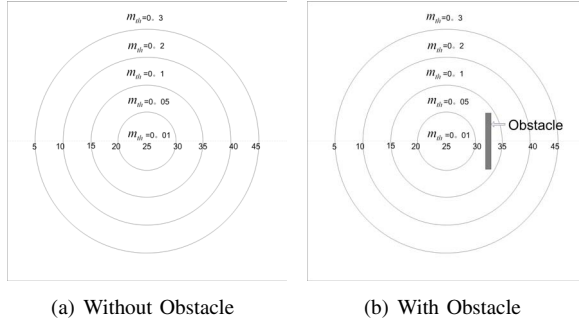 m_th=0. 3
m_th=0. 2
m_th=0. 1
m_th=0. 05
m_th=0. 01
5 15 20 25 30 35 40 45
(a) Without Obstacle
m_th=0. 3
m_th=0. 2
m_th=0. 1
m_th=0. 05
Obstacle
m_th=0. 01
5 10 15 20 25 30 35 40 45
(b) With Obstacle